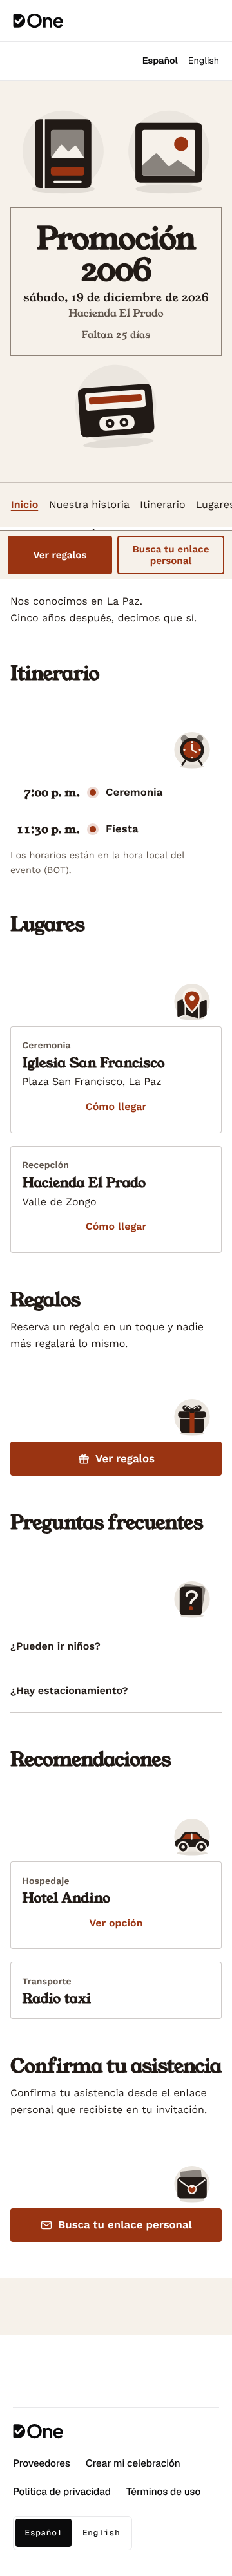 One
Español English
Promoción
2006
sábado, 19 de diciembre de 2026
Hacienda El Prado
Faltan 25 días
Inicio Nuestra historia Itinerario Lugares
Ver regalos
Busca tu enlace
personal
Nos conocimos en La Paz.
Cinco años después, decimos que sí.
Itinerario
7:00 p. m. Ceremonia
11:30 p. m. Fiesta
Los horarios están en la hora local del
evento (BOT).
Lugares
Ceremonia
Iglesia San Francisco
Plaza San Francisco, La Paz
Cómo llegar
Recepción
Hacienda El Prado
Valle de Zongo
Cómo llegar
Regalos
Reserva un regalo en un toque y nadie
más regalará lo mismo.
Ver regalos
Preguntas frecuentes
¿Pueden ir niños?
¿Hay estacionamiento?
Recomendaciones
Hospedaje
Hotel Andino
Ver opción
Transporte
Radio taxi
Confirma tu asistencia
Confirma tu asistencia desde el enlace
personal que recibiste en tu invitación.
Busca tu enlace personal
One
Proveedores Crear mi celebración
Política de privacidad Términos de uso
Español English